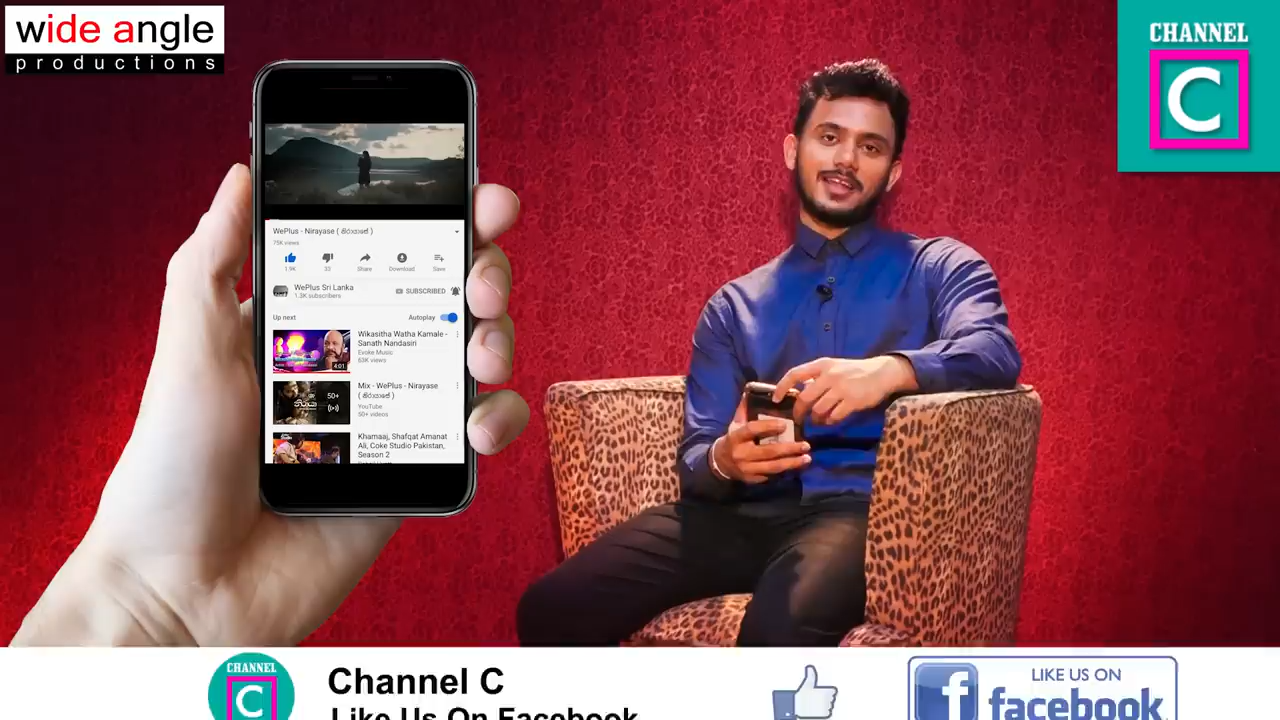 wide angle
productions
CHANNEL
C
WePlus - Nirayase ( නිරායාසේ )
75K views
1.9K
33
Share
Download
Save
WePlus Sri Lanka
1.3K subscribers
SUBSCRIBED
Up next
Autoplay
Wikasitha Watha Kamale -
Sanath Nandasiri
Evoke Music
53K views
4:01
Mix - WePlus - Nirayase
( නිරායාසේ )
YouTube
50+ videos
50+
Khamaaj, Shafqat Amanat
Ali, Coke Studio Pakistan,
Season 2
CHANNEL
C
Channel C
Like Us On Facebook
LIKE US ON
facebook